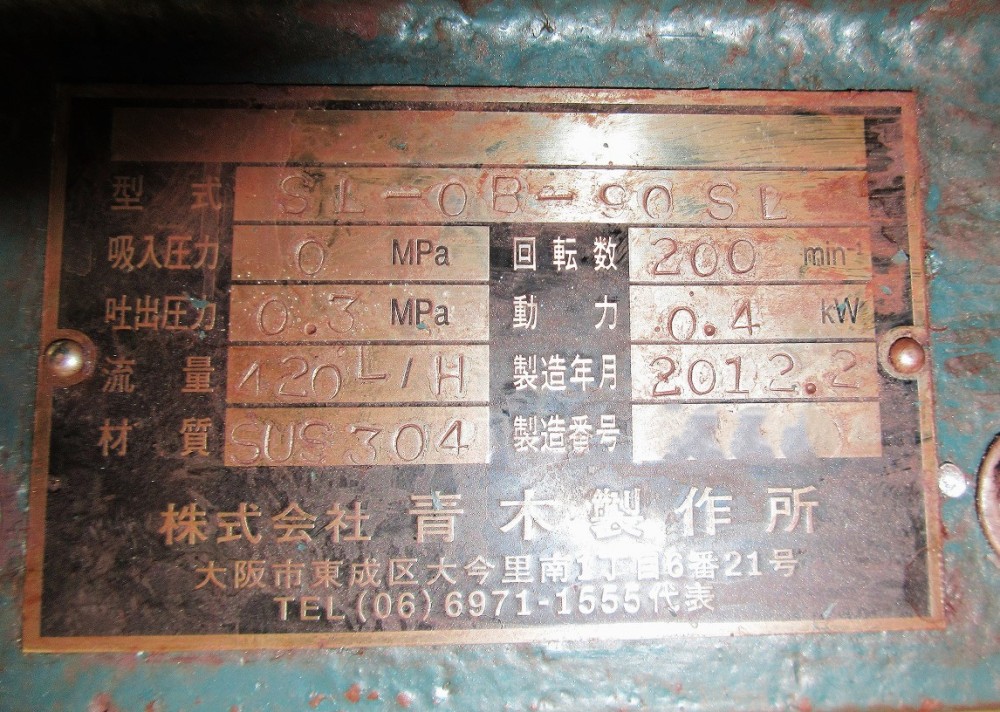 型式 SL-OB-90SL
吸入圧力 0 MPa 回転数 200 min-1
吐出圧力 0.3 MPa 動力 0.4 kW
流量 120L/H 製造年月 2012.2
材質 SUS304 製造番号
株式会社 青木製作所
大阪市東成区大今里南1丁目6番21号
TEL(06)6971-1555代表